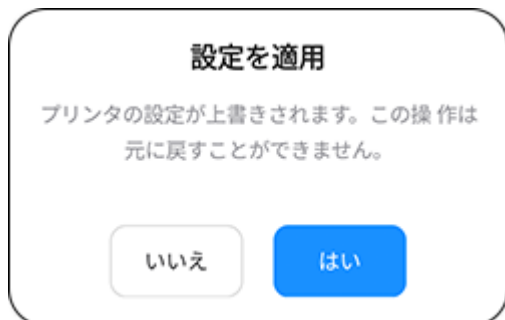 設定を適用
プリンタの設定が上書きされます。この操 作は
元に戻すことができません。
いいえ
はい